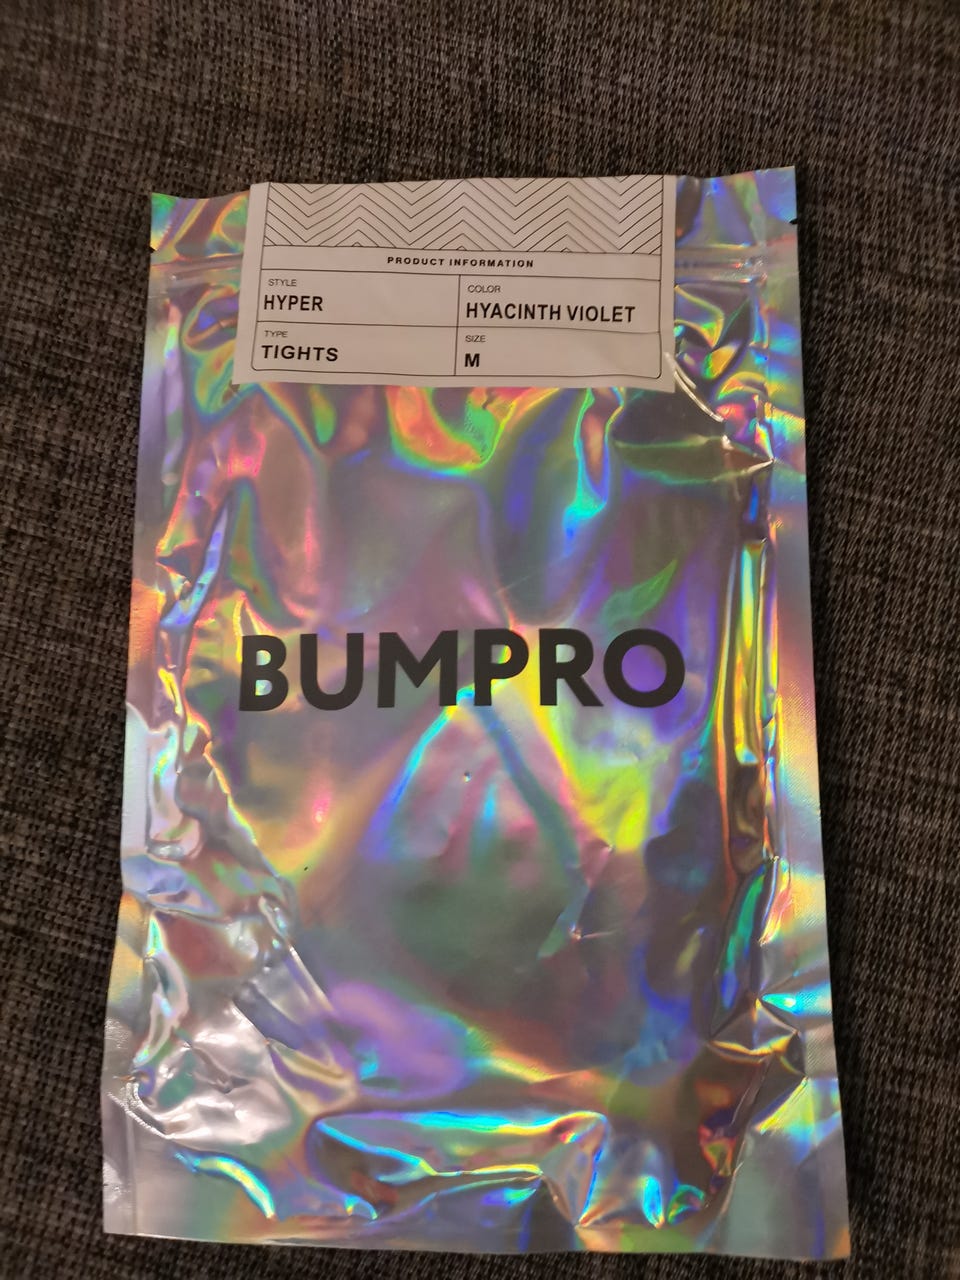 PRODUCT INFORMATION
STYLE
HYPER
COLOR
HYACINTH VIOLET
TYPE
TIGHTS
SIZE
M
BUMPRO